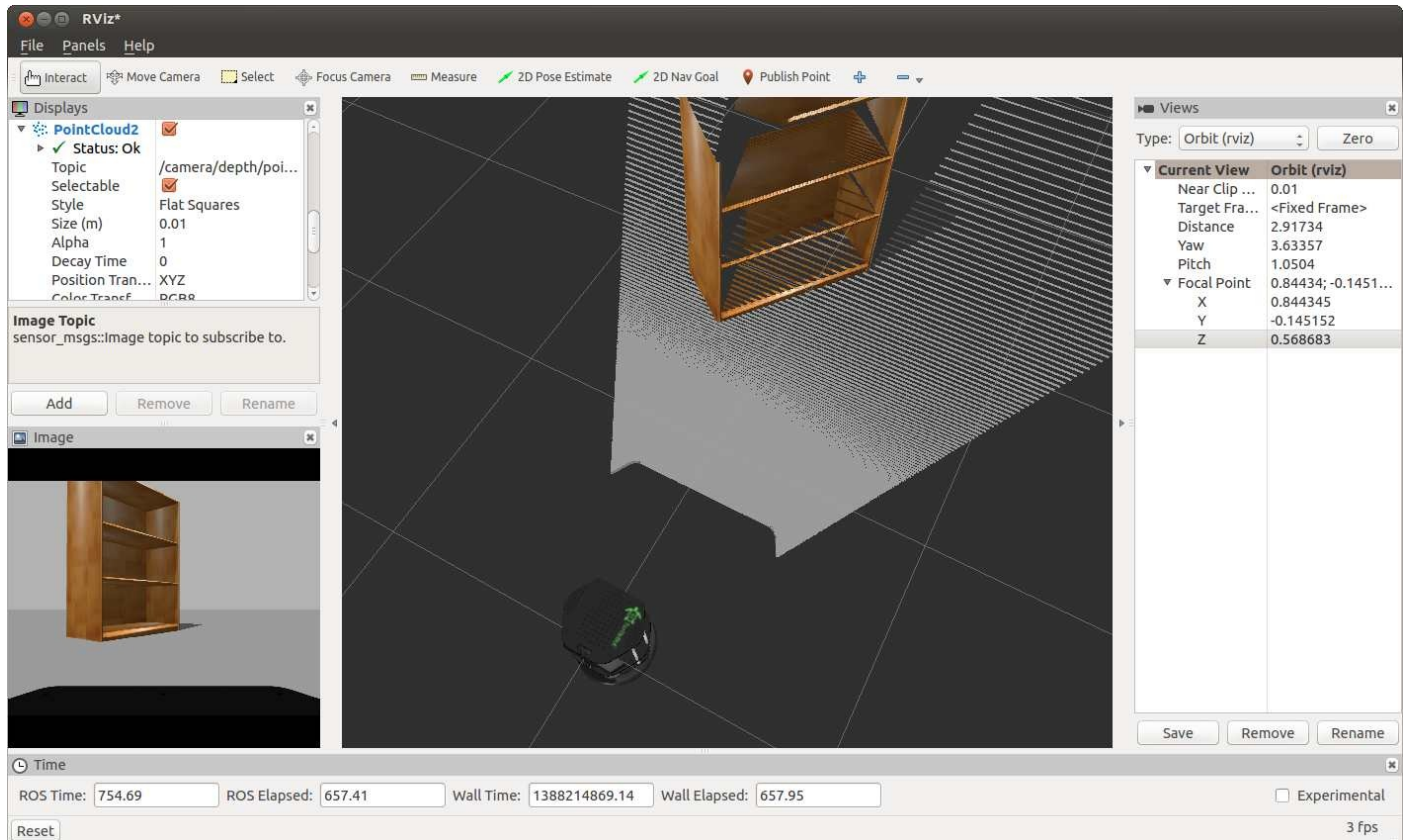 RViz*
File Panels Help
Interact Move Camera Select Focus Camera Measure 2D Pose Estimate 2D Nav Goal Publish Point
Displays
PointCloud2
Status: Ok
Topic /camera/depth/poi...
Selectable
Style Flat Squares
Size (m) 0.01
Alpha 1
Decay Time 0
Position Tran... XYZ
Color Transf RGB8
Image Topic
sensor_msgs::Image topic to subscribe to.
Add Remove Rename
Image
Views
Type: Orbit (rviz) Zero
Current View Orbit (rviz)
Near Clip ... 0.01
Target Fra... <Fixed Frame>
Distance 2.91734
Yaw 3.63357
Pitch 1.0504
Focal Point 0.84434; -0.1451...
X 0.844345
Y -0.145152
Z 0.568683
Save Remove Rename
Time
ROS Time: 754.69 ROS Elapsed: 657.41 Wall Time: 1388214869.14 Wall Elapsed: 657.95 Experimental
Reset 3 fps